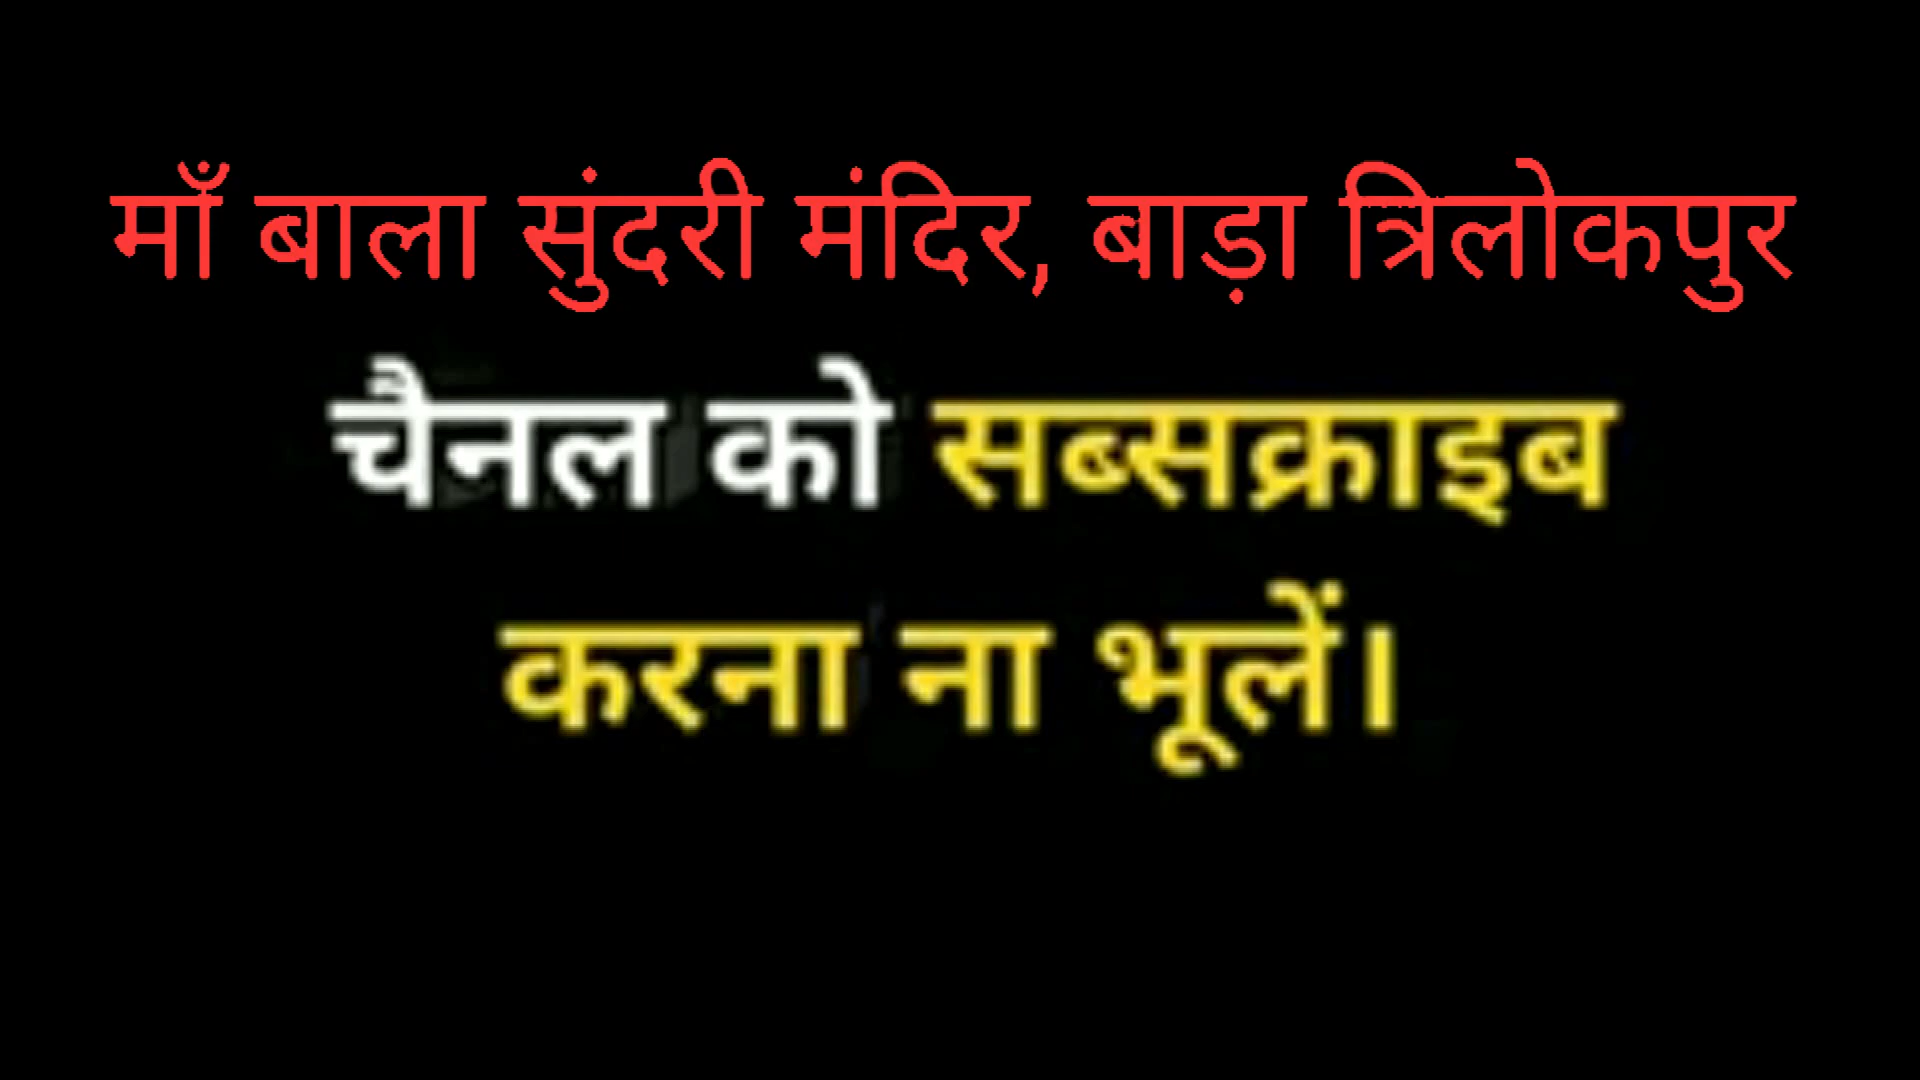 माँ बाला सुंदरी मंदिर, बाड़ा त्रिलोकपुर
चैनल को सब्सक्राइब
करना ना भूलें।